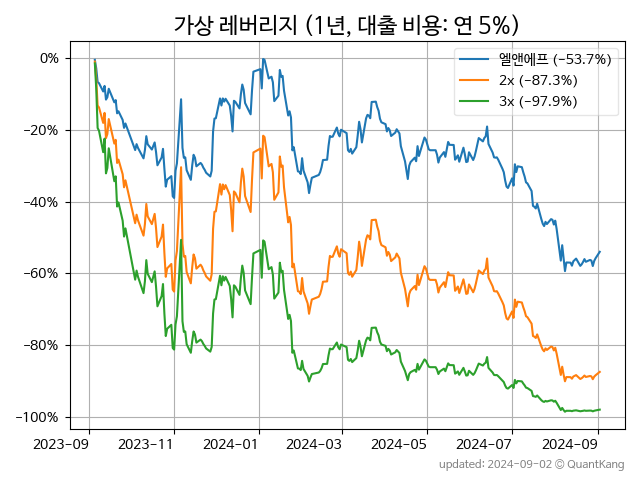 가상 레버리지 (1년, 대출 비용: 연 5%)
엘앤에프 (-53.7%)
2x (-87.3%)
3x (-97.9%)
0%
-20%
-40%
-60%
-80%
-100%
2023-09 2023-11 2024-01 2024-03 2024-05 2024-07 2024-09
updated: 2024-09-02 © QuantKang